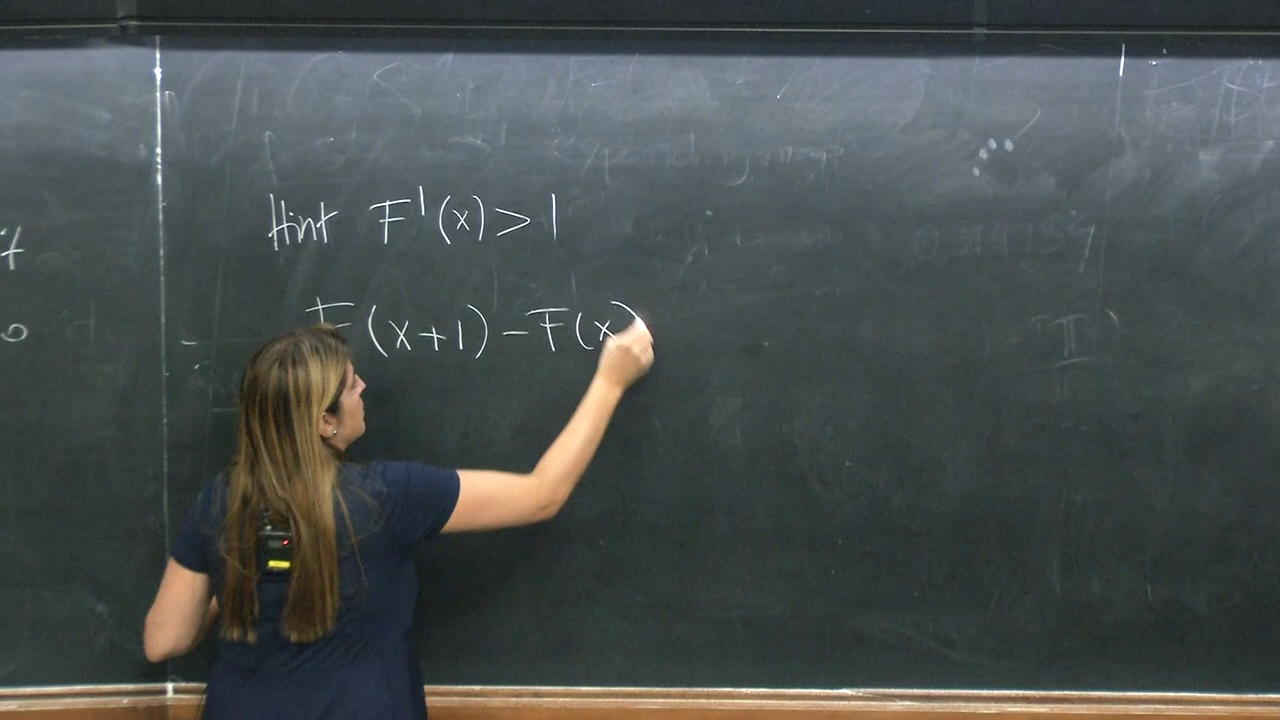 Hint F'(x) > 1
F(x+1) - F(x)